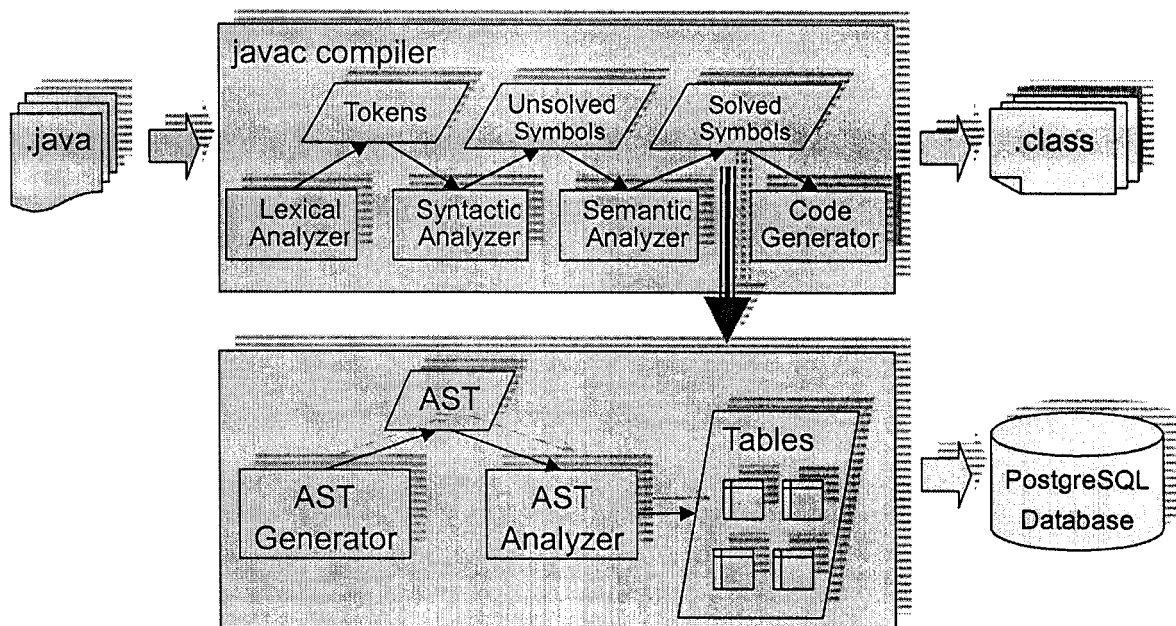 javac compiler
.java
Tokens
Unsolved
Symbols
Solved
Symbols
.class
Lexical
Analyzer
Syntactic
Analyzer
Semantic
Analyzer
Code
Generator
AST
Tables
AST
Generator
AST
Analyzer
PostgreSQL
Database